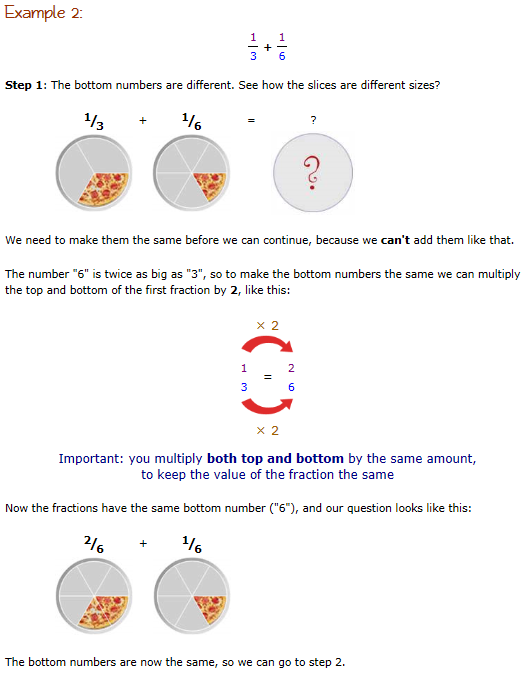 Example 2:
1/3 + 1/6
Step 1: The bottom numbers are different. See how the slices are different sizes?
1/3 + 1/6 = ?
?
We need to make them the same before we can continue, because we can't add them like that.
The number "6" is twice as big as "3", so to make the bottom numbers the same we can multiply
the top and bottom of the first fraction by 2, like this:
× 2
1/3 = 2/6
× 2
Important: you multiply both top and bottom by the same amount,
to keep the value of the fraction the same
Now the fractions have the same bottom number ("6"), and our question looks like this:
2/6 + 1/6
The bottom numbers are now the same, so we can go to step 2.